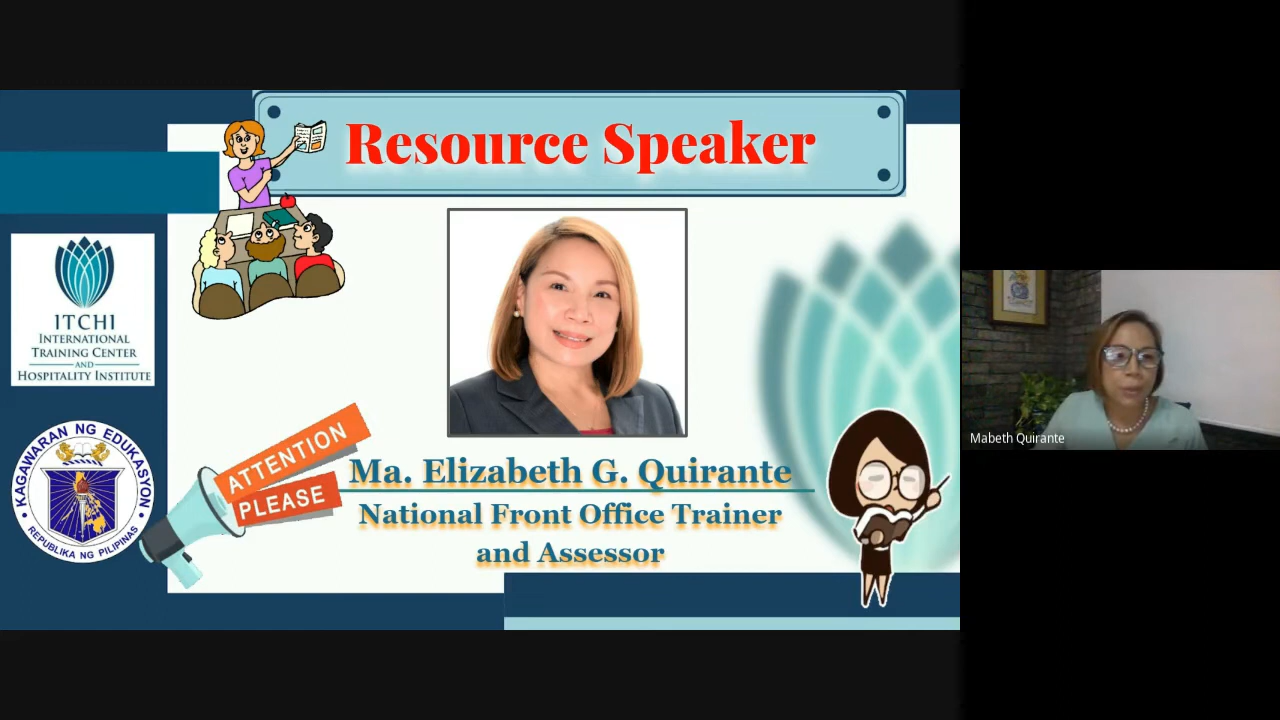 Resource Speaker
ITCHI
INTERNATIONAL
TRAINING CENTER
AND
HOSPITALITY INSTITUTE
KAGAWARAN NG EDUKASYON
REPUBLIKA NG PILIPINAS
ATTENTION
PLEASE
Ma. Elizabeth G. Quirante
National Front Office Trainer
and Assessor
Mabeth Quirante